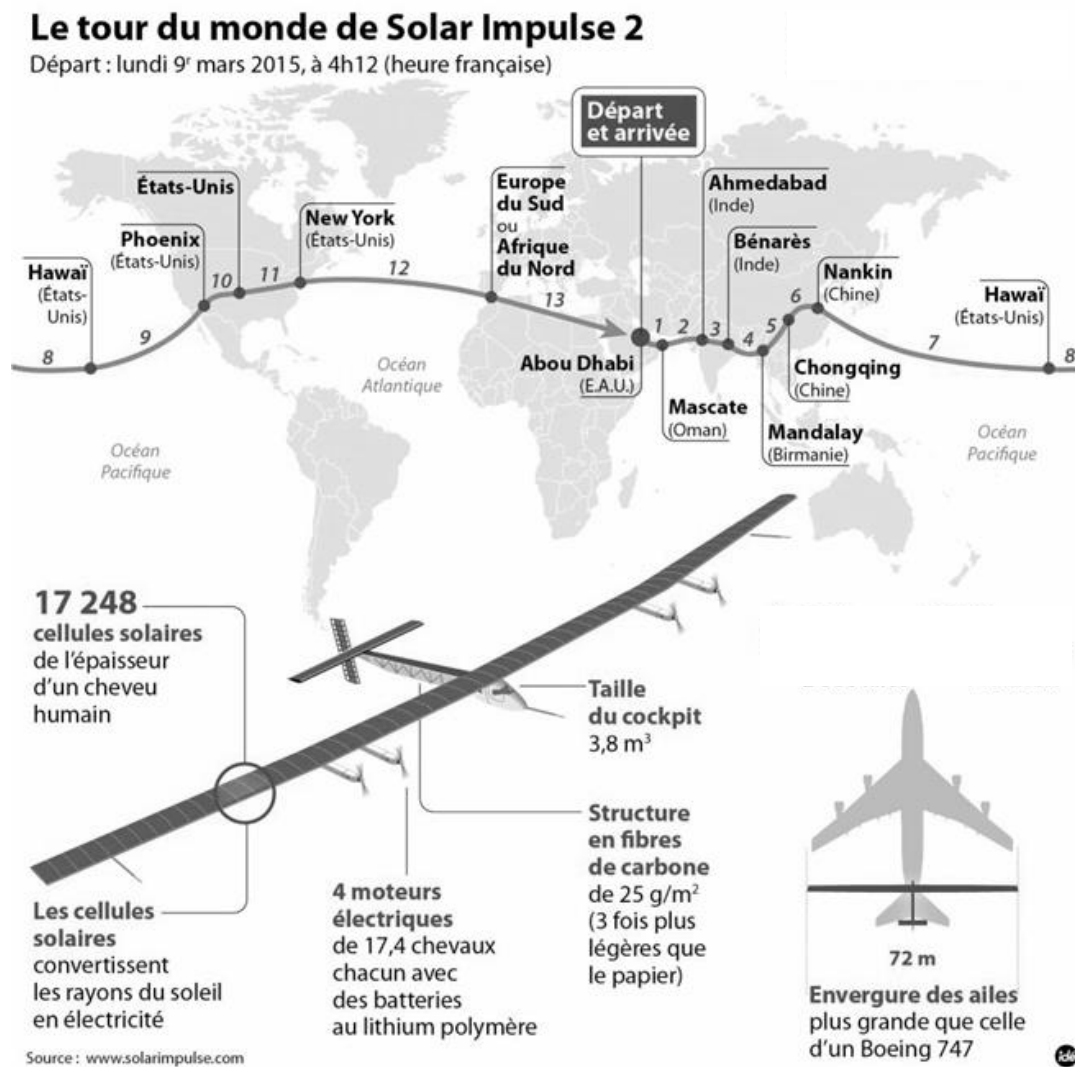 Le tour du monde de Solar Impulse 2
Départ : lundi 9ʳ mars 2015, à 4h12 (heure française)
Départ
et arrivée
États-Unis
Phoenix
(États-Unis)
New York
(États-Unis)
Europe
du Sud
ou
Afrique
du Nord
Ahmedabad
(Inde)
Bénarès
(Inde)
Nankin
(Chine)
Hawaï
(États-
Unis)
Hawaï
(États-Unis)
8
9
10
11
12
13
1
2
3
4
5
6
7
8
Abou Dhabi
(E.A.U.)
Mascate
(Oman)
Mandalay
(Birmanie)
Chongqing
(Chine)
Océan
Atlantique
Océan
Pacifique
Océan
Pacifique
17 248
cellules solaires
de l'épaisseur
d'un cheveu
humain
Taille
du cockpit
3,8 m³
Les cellules
solaires
convertissent
les rayons du soleil
en électricité
4 moteurs
électriques
de 17,4 chevaux
chacun avec
des batteries
au lithium polymère
Structure
en fibres
de carbone
de 25 g/m²
(3 fois plus
légères que
le papier)
72 m
Envergure des ailes
plus grande que celle
d'un Boeing 747
Source : www.solarimpulse.com
idé